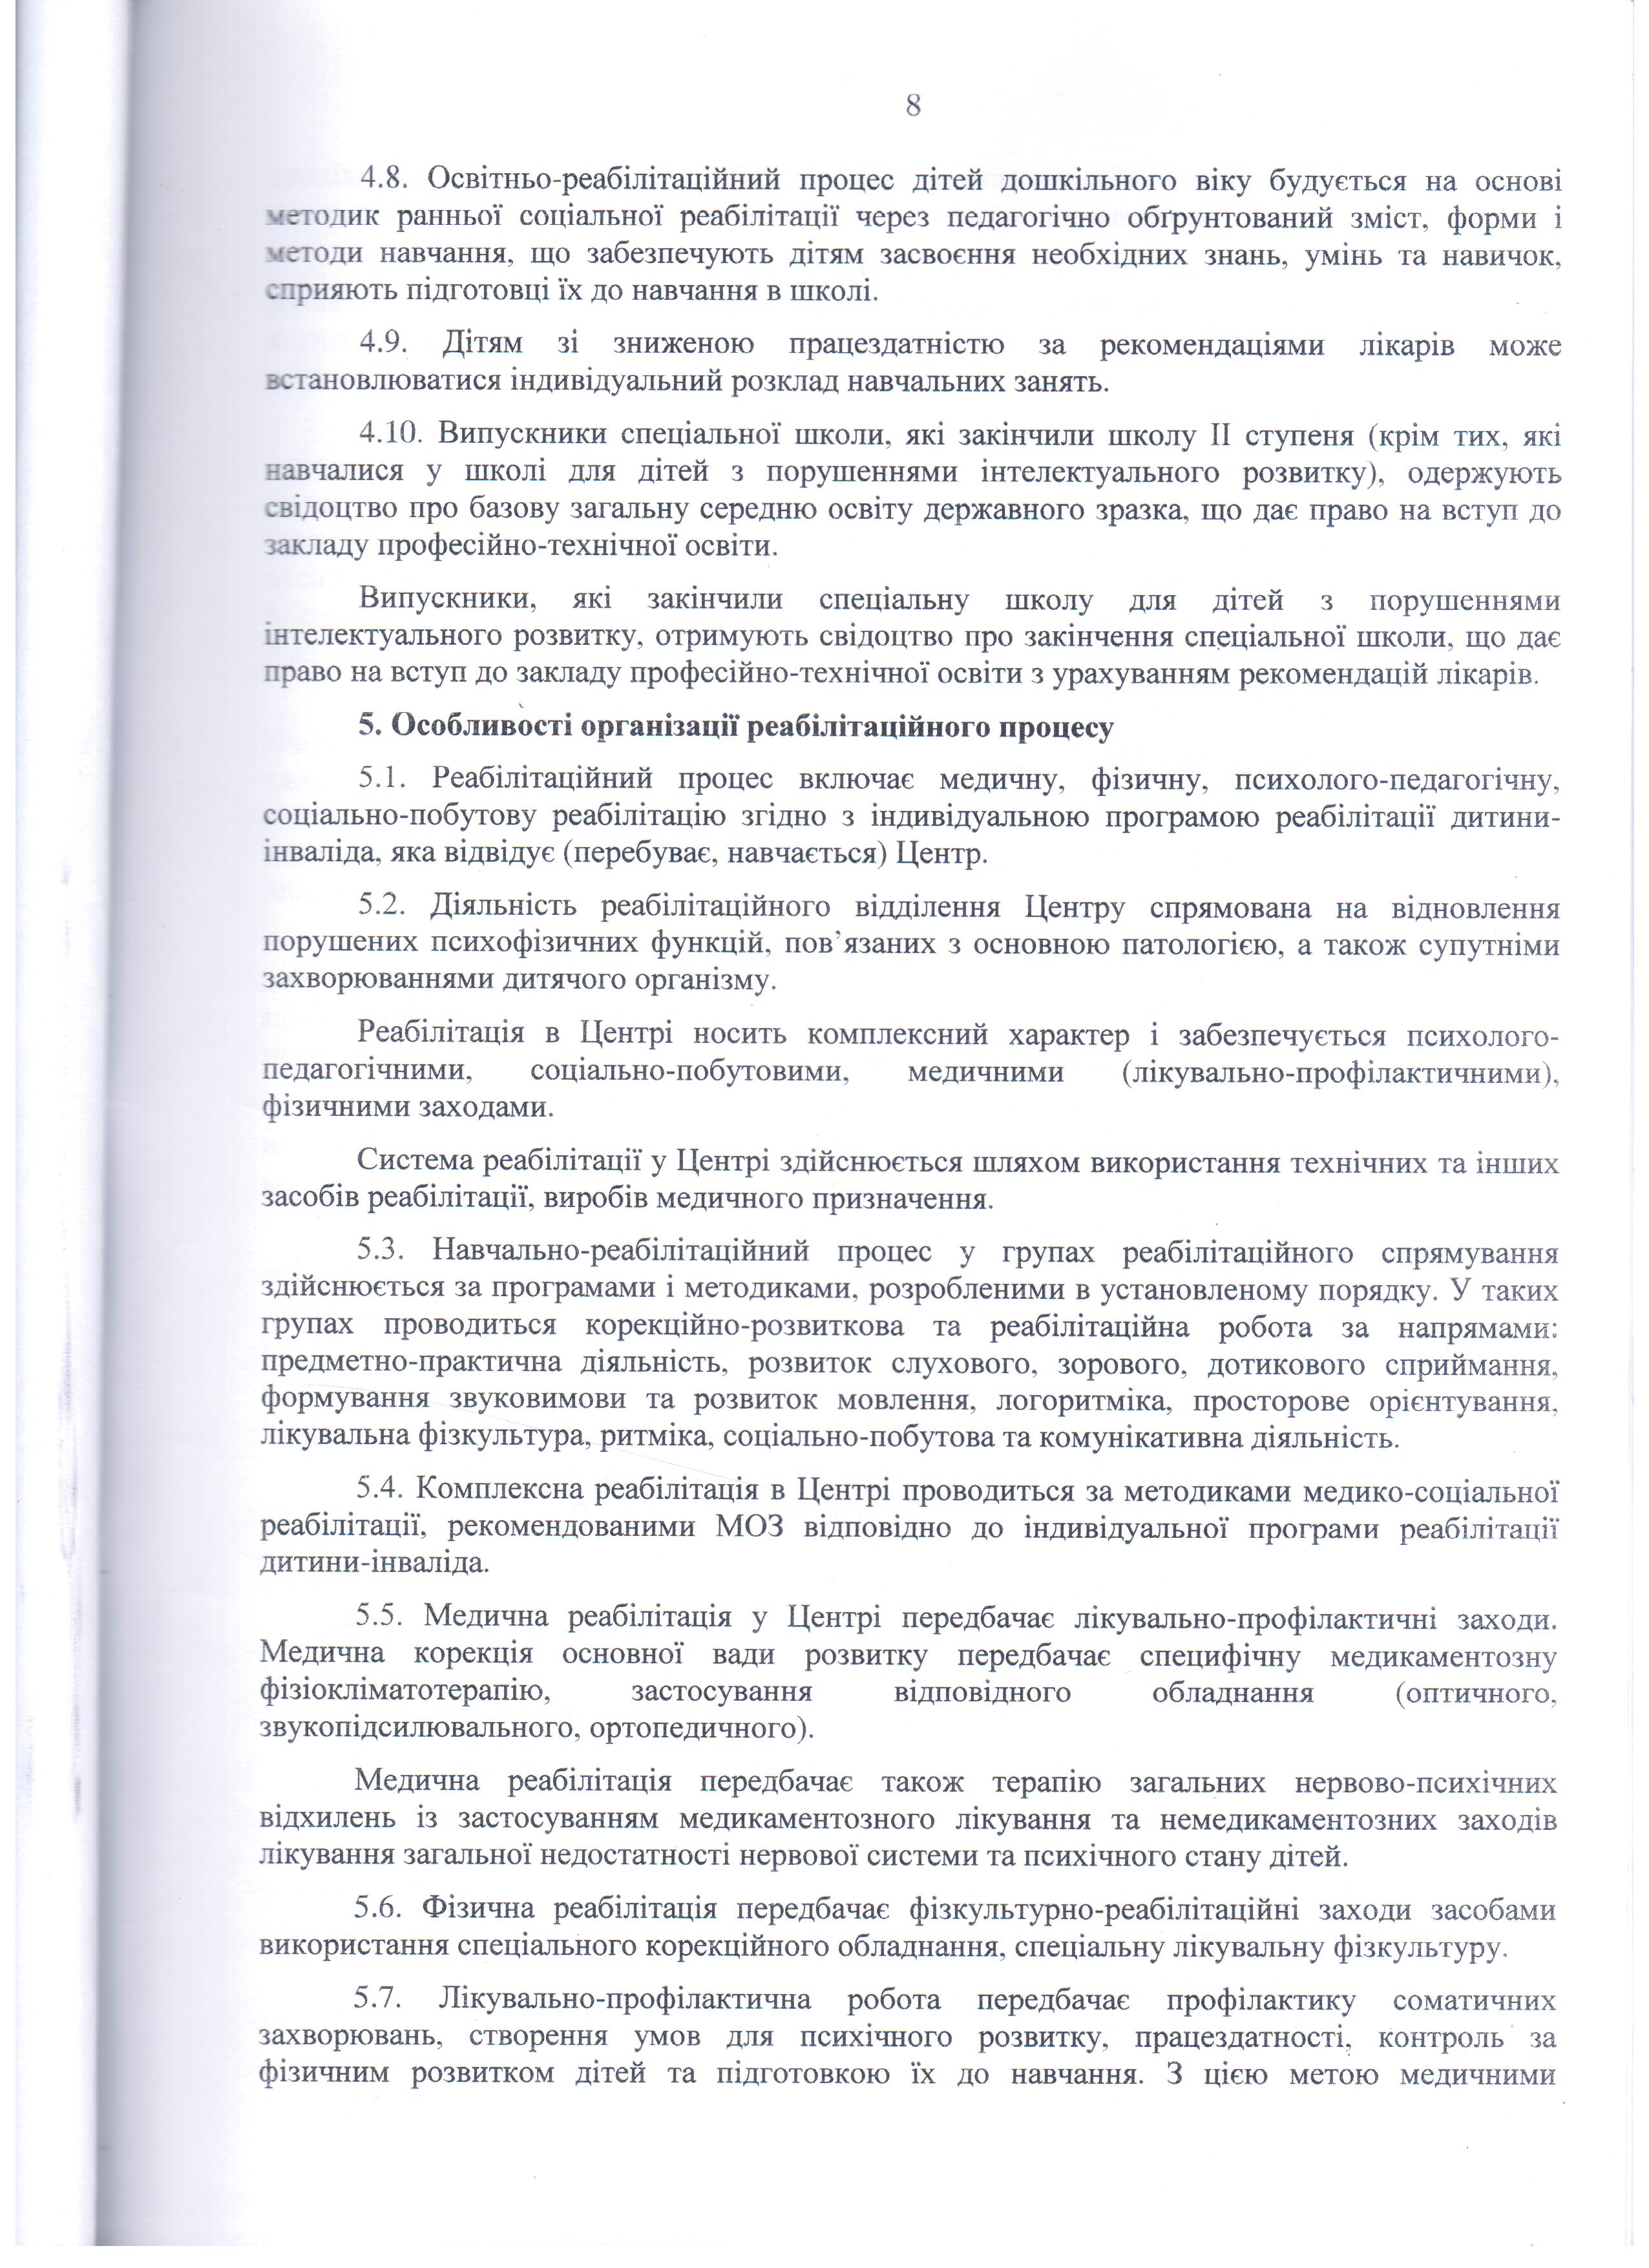 8
4.8. Освітньо-реабілітаційний процес дітей дошкільного віку будується на основі
методик ранньої соціальної реабілітації через педагогічно обґрунтований зміст, форми і
методи навчання, що забезпечують дітям засвоєння необхідних знань, умінь та навичок,
сприяють підготовці їх до навчання в школі.
4.9. Дітям зі зниженою працездатністю за рекомендаціями лікарів може
встановлюватися індивідуальний розклад навчальних занять.
4.10. Випускники спеціальної школи, які закінчили школу ІІ ступеня (крім тих, які
навчалися у школі для дітей з порушеннями інтелектуального розвитку), одержують
свідоцтво про базову загальну середню освіту державного зразка, що дає право на вступ до
закладу професійно-технічної освіти.
Випускники, які закінчили спеціальну школу для дітей з порушеннями
інтелектуального розвитку, отримують свідоцтво про закінчення спеціальної школи, що дає
право на вступ до закладу професійно-технічної освіти з урахуванням рекомендацій лікарів.
5. Особливості організації реабілітаційного процесу
5.1. Реабілітаційний процес включає медичну, фізичну, психолого-педагогічну,
соціально-побутову реабілітацію згідно з індивідуальною програмою реабілітації дитини-
інваліда, яка відвідує (перебуває, навчається) Центр.
5.2. Діяльність реабілітаційного відділення Центру спрямована на відновлення
порушених психофізичних функцій, пов’язаних з основною патологією, а також супутніми
захворюваннями дитячого організму.
Реабілітація в Центрі носить комплексний характер і забезпечується психолого-
педагогічними, соціально-побутовими, медичними (лікувально-профілактичними),
фізичними заходами.
Система реабілітації у Центрі здійснюється шляхом використання технічних та інших
засобів реабілітації, виробів медичного призначення.
5.3. Навчально-реабілітаційний процес у групах реабілітаційного спрямування
здійснюється за програмами і методиками, розробленими в установленому порядку. У таких
групах проводиться корекційно-розвиткова та реабілітаційна робота за напрямами:
предметно-практична діяльність, розвиток слухового, зорового, дотикового сприймання,
формування звуковимови та розвиток мовлення, логоритміка, просторове орієнтування,
лікувальна фізкультура, ритміка, соціально-побутова та комунікативна діяльність.
5.4. Комплексна реабілітація в Центрі проводиться за методиками медико-соціальної
реабілітації, рекомендованими МОЗ відповідно до індивідуальної програми реабілітації
дитини-інваліда.
5.5. Медична реабілітація у Центрі передбачає лікувально-профілактичні заходи.
Медична корекція основної вади розвитку передбачає специфічну медикаментозну
фізіокліматотерапію, застосування відповідного обладнання (оптичного,
звукопідсилювального, ортопедичного).
Медична реабілітація передбачає також терапію загальних нервово-психічних
відхилень із застосуванням медикаментозного лікування та немедикаментозних заходів
лікування загальної недостатності нервової системи та психічного стану дітей.
5.6. Фізична реабілітація передбачає фізкультурно-реабілітаційні заходи засобами
використання спеціального корекційного обладнання, спеціальну лікувальну фізкультуру.
5.7. Лікувально-профілактична робота передбачає профілактику соматичних
захворювань, створення умов для психічного розвитку, працездатності, контроль за
фізичним розвитком дітей та підготовкою їх до навчання. З цією метою медичними